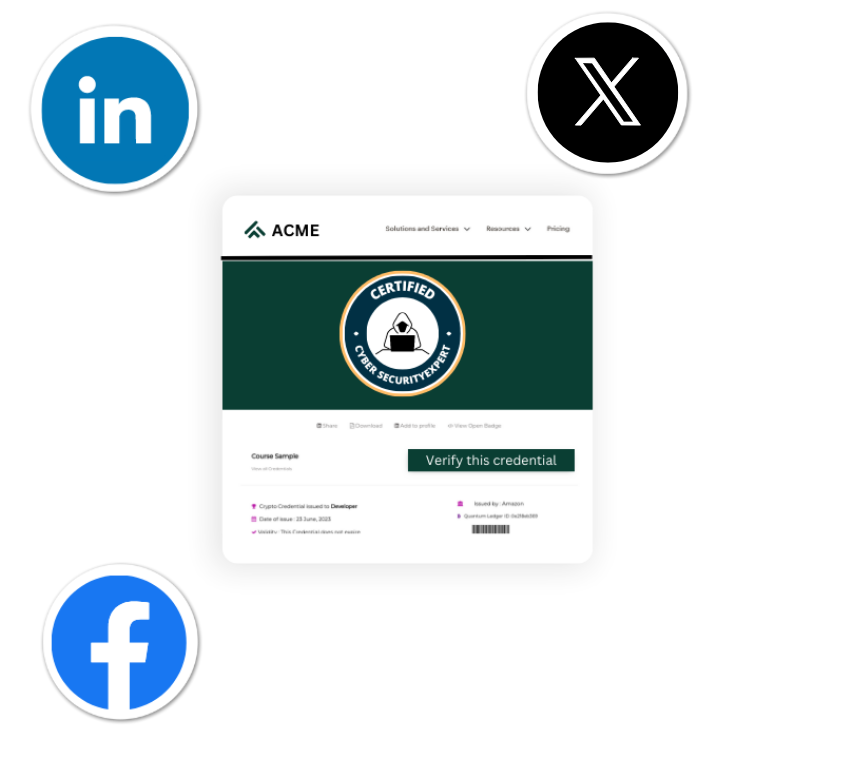 in
X
ACME
Solutions and Services
Resources
Pricing
CERTIFIED
CYBER SECURITYEXPERT
Share
Download
Add to profile
View Open Badge
Course Sample
View all Credentials
Verify this credential
Crypto Credential issued to Developer
Issued by : Amazon
Date of issue : 23 June, 2023
Quantum Ledger ID:
Validity : This Credential does not expire
f